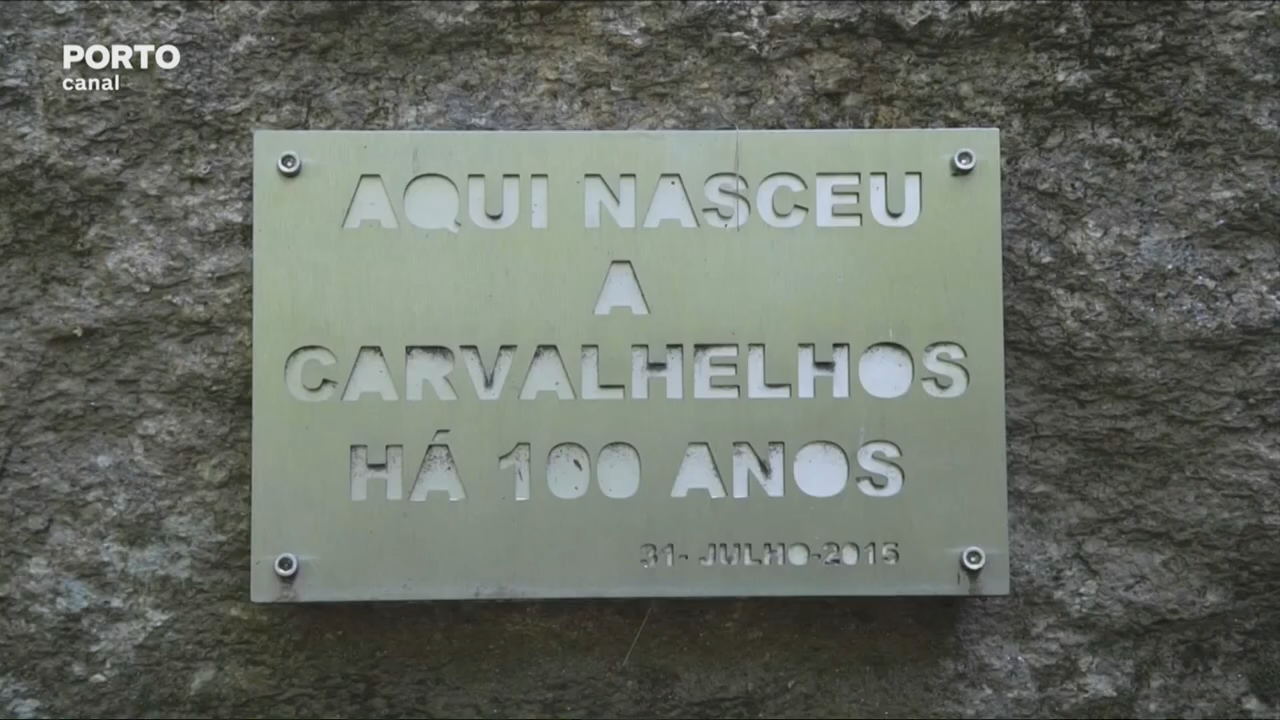 PORTO
canal
AQUI NASCEU
A
CARVALHELHOS
HÁ 100 ANOS
31- JULHO-2015